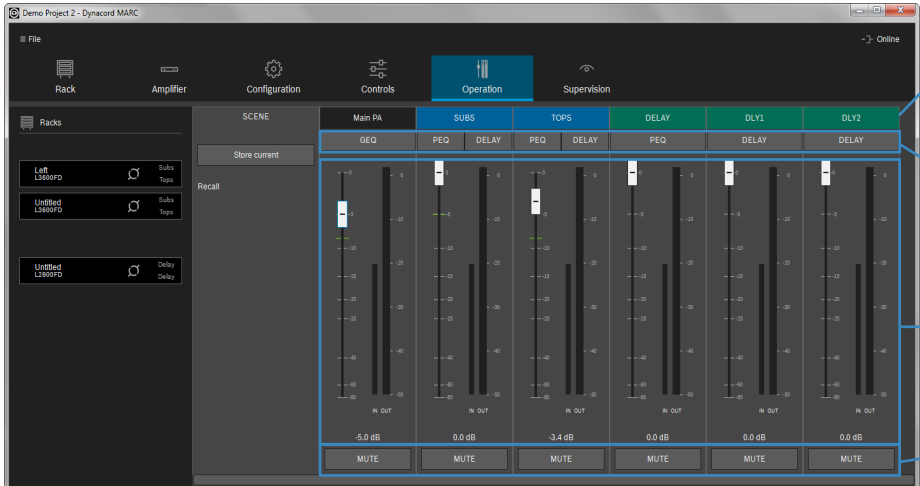 Demo Project 2 - Dynacord MARC
≡ File
Online
Rack Amplifier Configuration Controls Operation Supervision
Racks
SCENE
Main PA SUBS TOPS DELAY DLY1 DLY2
GEQ PEQ DELAY PEQ DELAY PEQ DELAY DELAY
Store current
Recall
Left
L3600FD
Subs
Tops
Untitled
L3600FD
Subs
Tops
Untitled
L2800FD
Delay
Delay
IN OUT IN OUT IN OUT IN OUT IN OUT IN OUT
-5.0 dB 0.0 dB -3.4 dB 0.0 dB 0.0 dB 0.0 dB
MUTE MUTE MUTE MUTE MUTE MUTE